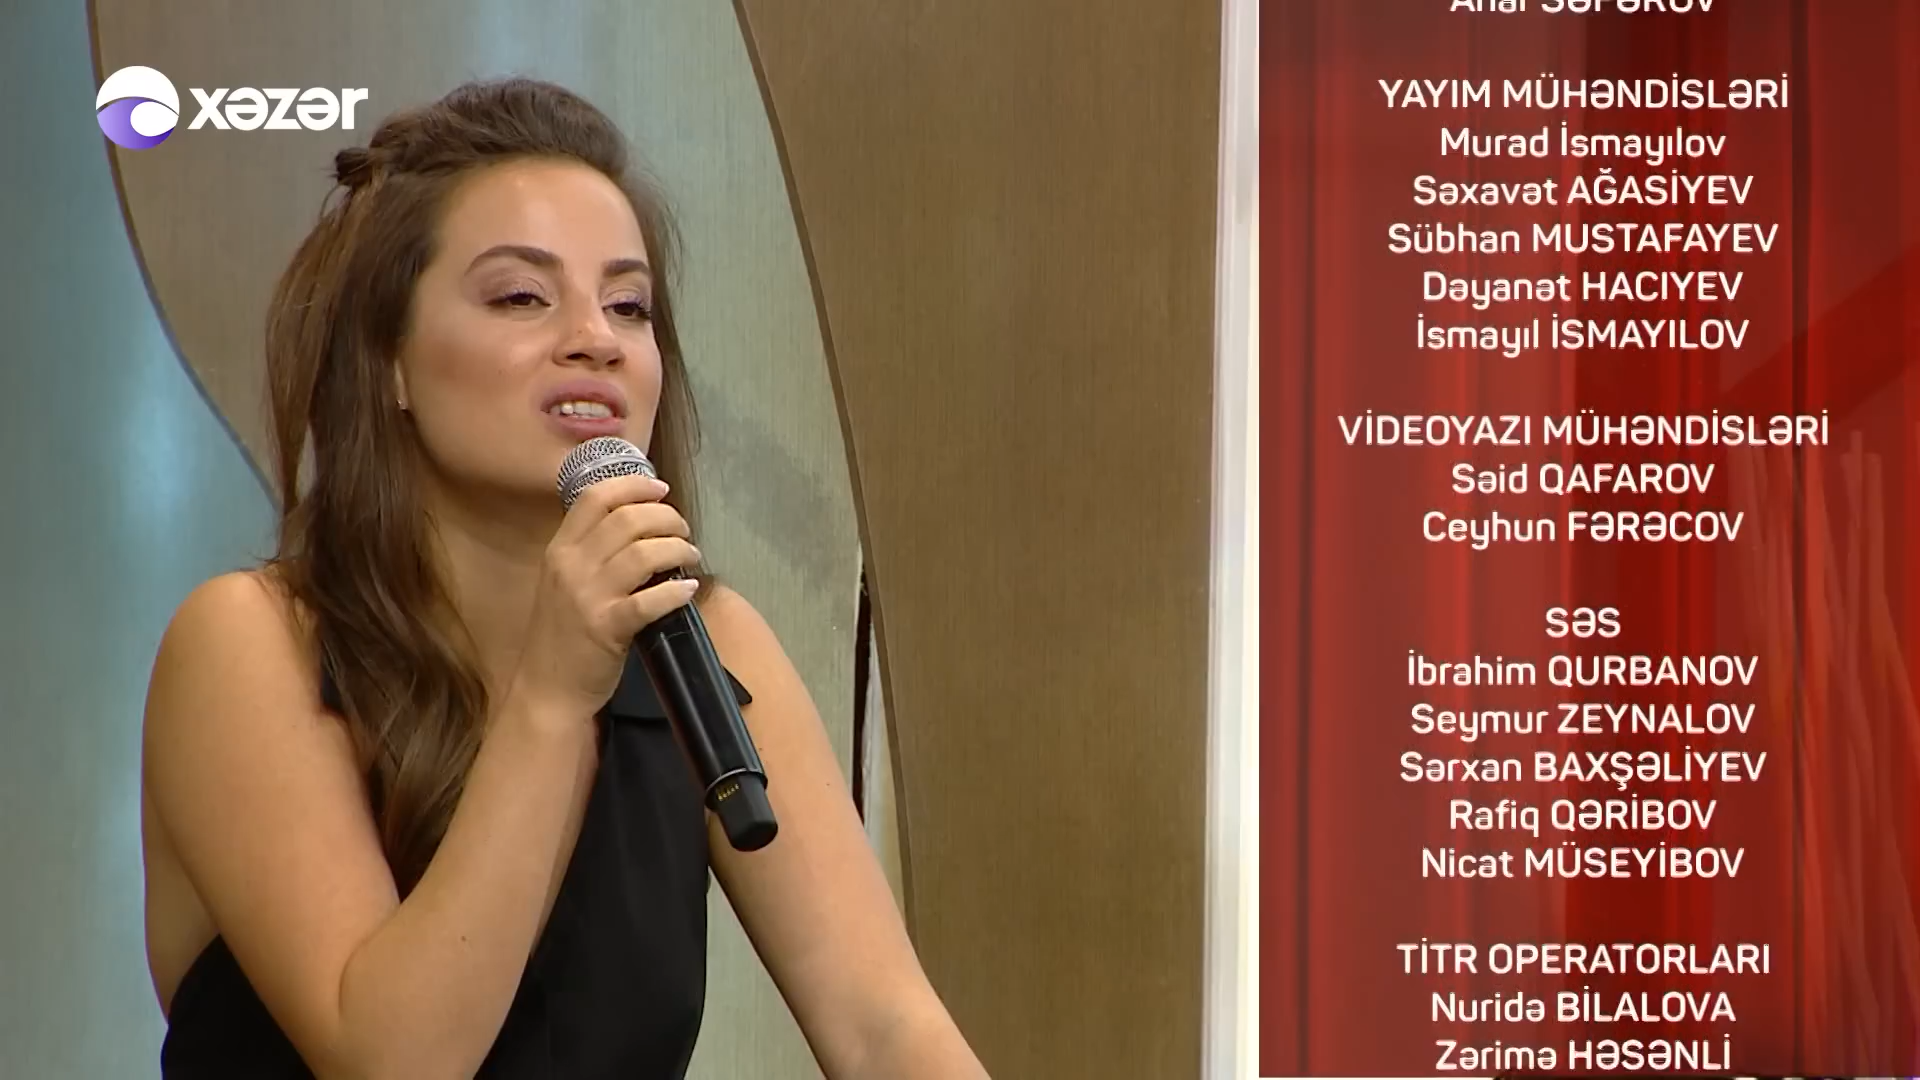 xəzər
Anar SƏFƏROV
YAYIM MÜHƏNDİSLƏRİ
Murad İsmayılov
Səxavət AĞASİYEV
Sübhan MUSTAFAYEV
Dəyanət HACIYEV
İsmayıl İSMAYILOV
VİDEOYAZI MÜHƏNDİSLƏRİ
Səid QAFAROV
Ceyhun FƏRƏCOV
SƏS
İbrahim QURBANOV
Seymur ZEYNALOV
Sərxan BAXŞƏLİYEV
Rafiq QƏRİBOV
Nicat MÜSEYİBOV
TİTR OPERATORLARI
Nuridə BİLALOVA
Zərimə HƏSƏNLİ